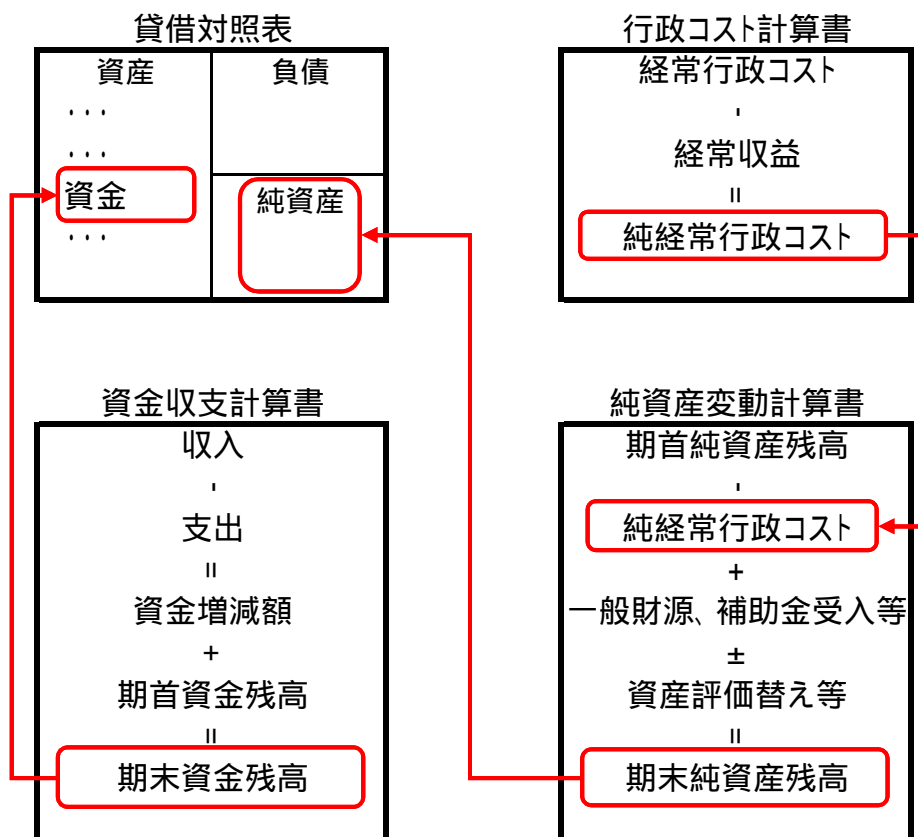 貸借対照表
資産
負債
・・・
・・・
資金
純資産
・・・
行政コスト計算書
経常行政コスト
-
経常収益
=
純経常行政コスト
資金収支計算書
収入
-
支出
=
資金増減額
+
期首資金残高
=
期末資金残高
純資産変動計算書
期首純資産残高
-
純経常行政コスト
+
一般財源、補助金受入等
±
資産評価替え等
=
期末純資産残高